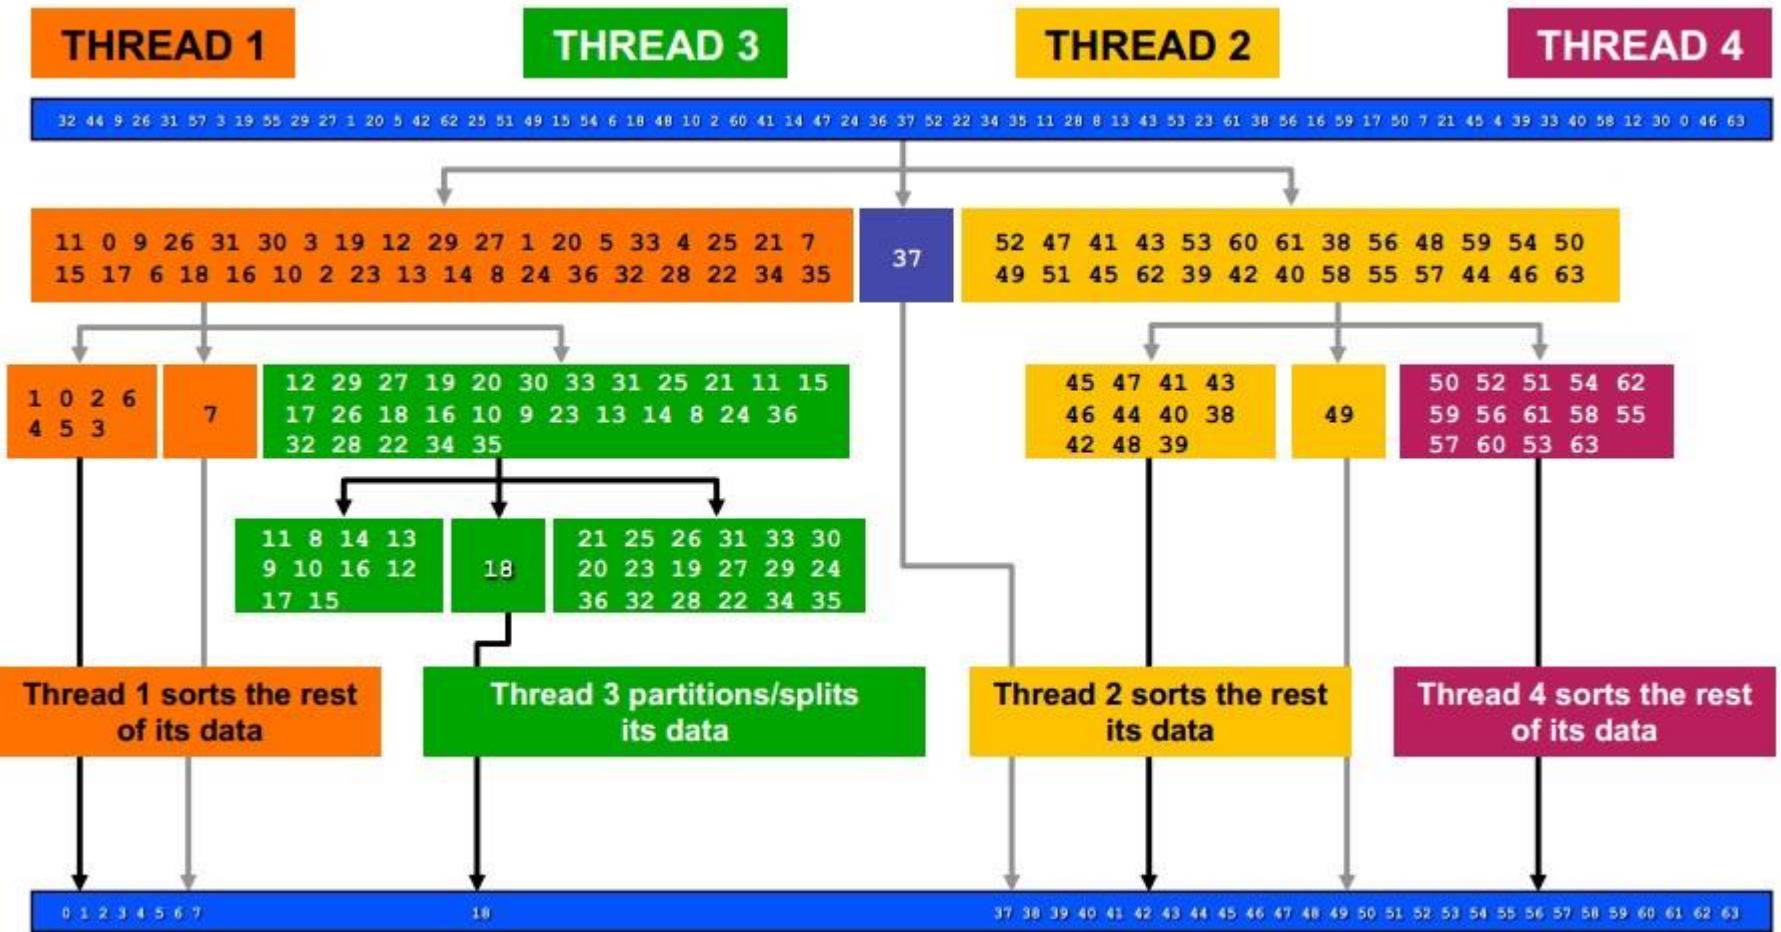 THREAD 1
THREAD 3
THREAD 2
THREAD 4
32 44 9 26 31 57 3 19 55 29 27 1 20 5 42 62 25 51 49 15 54 6 18 48 10 2 60 41 14 47 24 36 37 52 22 34 35 11 28 8 13 43 53 23 61 38 56 16 59 17 50 7 21 45 4 39 33 40 58 12 30 0 46 63
11 0 9 26 31 30 3 19 12 29 27 1 20 5 33 4 25 21 7
15 17 6 18 16 10 2 23 13 14 8 24 36 32 28 22 34 35
37
52 47 41 43 53 60 61 38 56 48 59 54 50
49 51 45 62 39 42 40 58 55 57 44 46 63
1 0 2 6
4 5 3
7
12 29 27 19 20 30 33 31 25 21 11 15
17 26 18 16 10 9 23 13 14 8 24 36
32 28 22 34 35
45 47 41 43
46 44 40 38
42 48 39
49
50 52 51 54 62
59 56 61 58 55
57 60 53 63
11 8 14 13
9 10 16 12
17 15
18
21 25 26 31 33 30
20 23 19 27 29 24
36 32 28 22 34 35
Thread 1 sorts the rest
of its data
Thread 3 partitions/splits
its data
Thread 2 sorts the rest
its data
Thread 4 sorts the rest
of its data
0 1 2 3 4 5 6 7
18
37 38 39 40 41 42 43 44 45 46 47 48 49 50 51 52 53 54 55 56 57 58 59 60 61 62 63